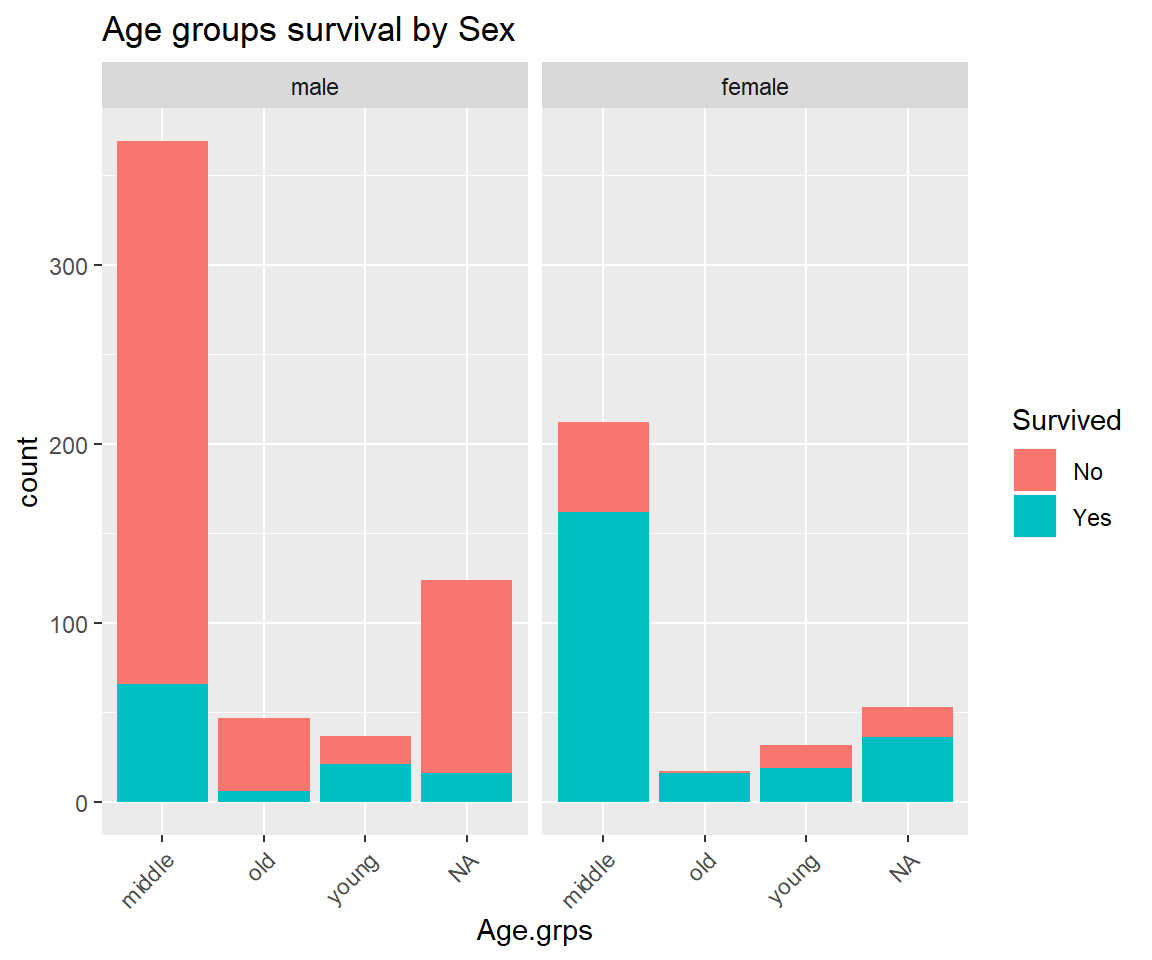 Age groups survival by Sex
male
female
count
300
200
100
0
middle
old
young
NA
middle
old
young
NA
Age.grps
Survived
No
Yes